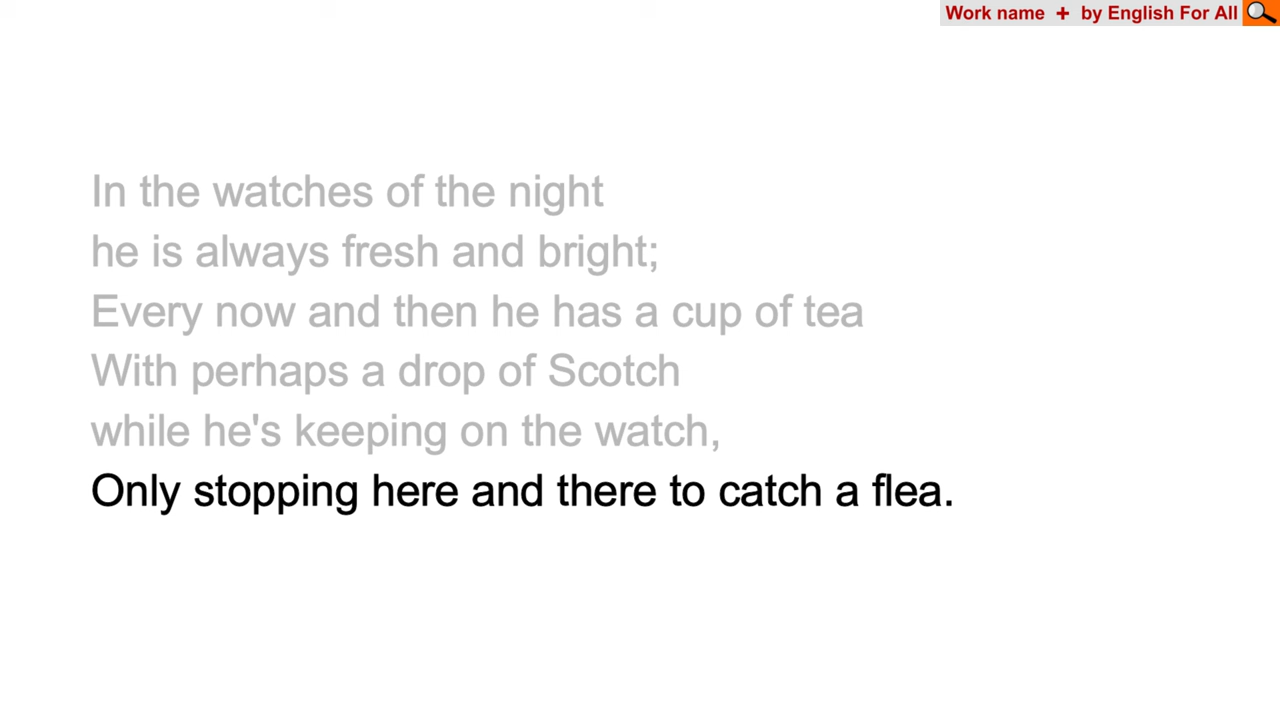 Work name + by English For All
In the watches of the night
he is always fresh and bright;
Every now and then he has a cup of tea
With perhaps a drop of Scotch
while he's keeping on the watch,
Only stopping here and there to catch a flea.